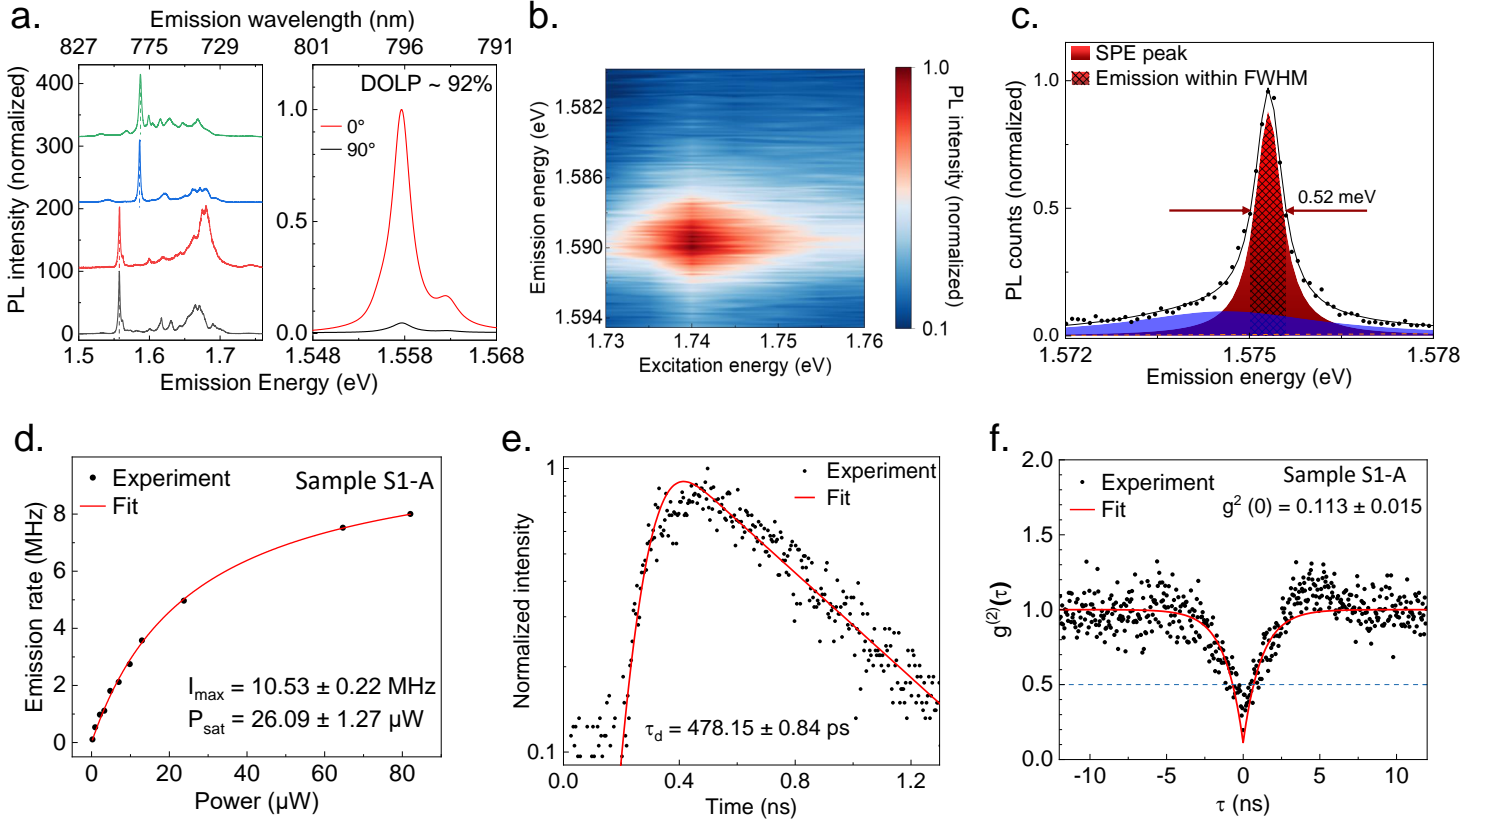 a.
Emission wavelength (nm)
827 775 729 801 796 791
PL intensity (normalized)
400
300
200
100
0
1.5 1.6 1.7
Emission Energy (eV)
DOLP ~ 92%
1.0
0.5
0.0
0°
90°
1.548 1.558 1.568
b.
Emission energy (eV)
1.582
1.586
1.590
1.594
1.73 1.74 1.75 1.76
Excitation energy (eV)
1.0
0.1
PL intensity (normalized)
c.
SPE peak
Emission within FWHM
PL counts (normalized)
1.0
0.5
0.0
0.52 meV
1.572 1.575 1.578
Emission energy (eV)
d.
Experiment
Fit
Sample S1-A
Emission rate (MHz)
8
6
4
2
0
I_max = 10.53 ± 0.22 MHz
P_sat = 26.09 ± 1.27 µW
0 20 40 60 80
Power (µW)
e.
Experiment
Fit
Normalized intensity
1
0.1
τ_d = 478.15 ± 0.84 ps
0.0 0.4 0.8 1.2
Time (ns)
f.
Experiment
Fit
Sample S1-A
g² (0) = 0.113 ± 0.015
g⁽²⁾(τ)
2.0
1.5
1.0
0.5
0.0
-10 -5 0 5 10
τ (ns)